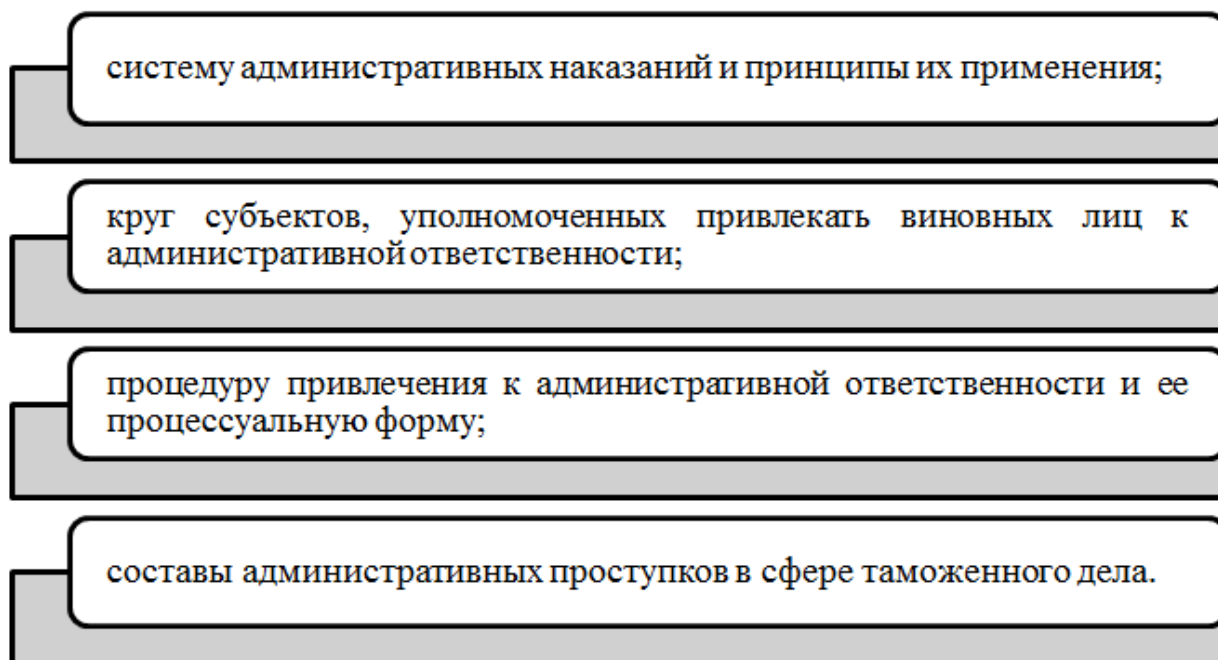 систему административных наказаний и принципы их применения;
круг субъектов, уполномоченных привлекать виновных лиц к
административной ответственности;
процедуру привлечения к административной ответственности и ее
процессуальную форму;
составы административных проступков в сфере таможенного дела.